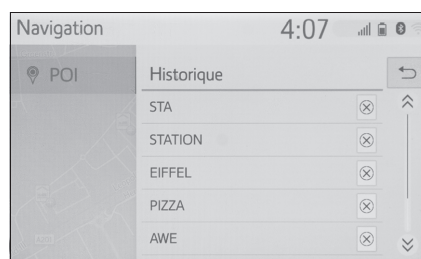 Navigation 4:07
POI
Historique
STA
STATION
EIFFEL
PIZZA
AWE